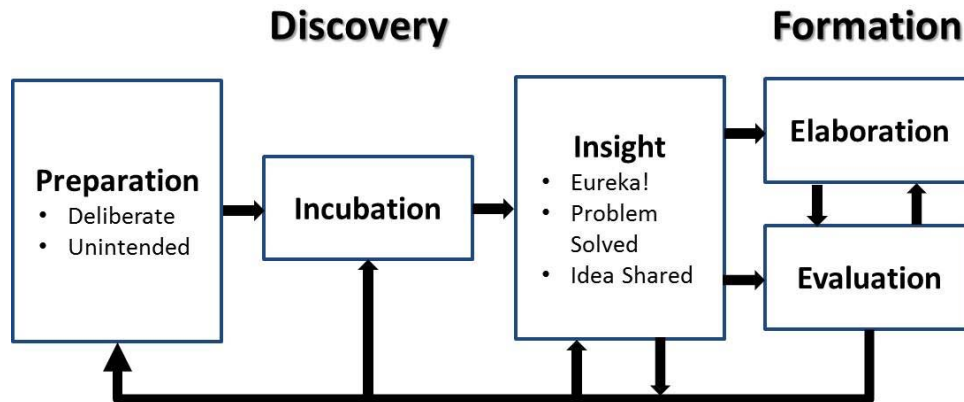 Discovery
Formation
Preparation
• Deliberate
• Unintended
Incubation
Insight
• Eureka!
• Problem
Solved
• Idea Shared
Elaboration
Evaluation